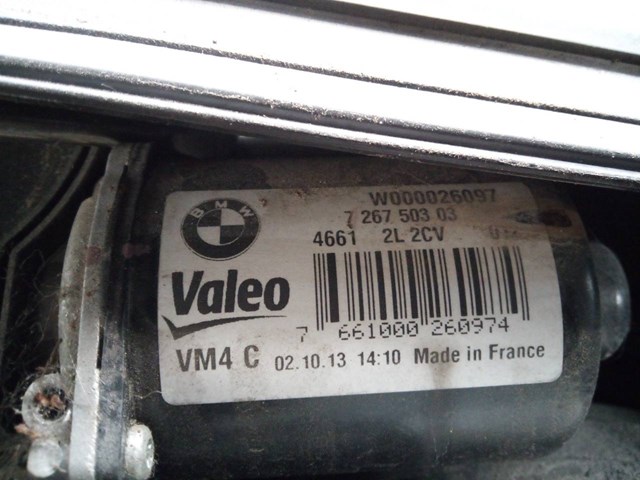 W000026097
BMW
7 267 503 03
4661 2L 2CV
Valeo
7 661000 260974
VM4 C 02.10.13 14:10 Made in France